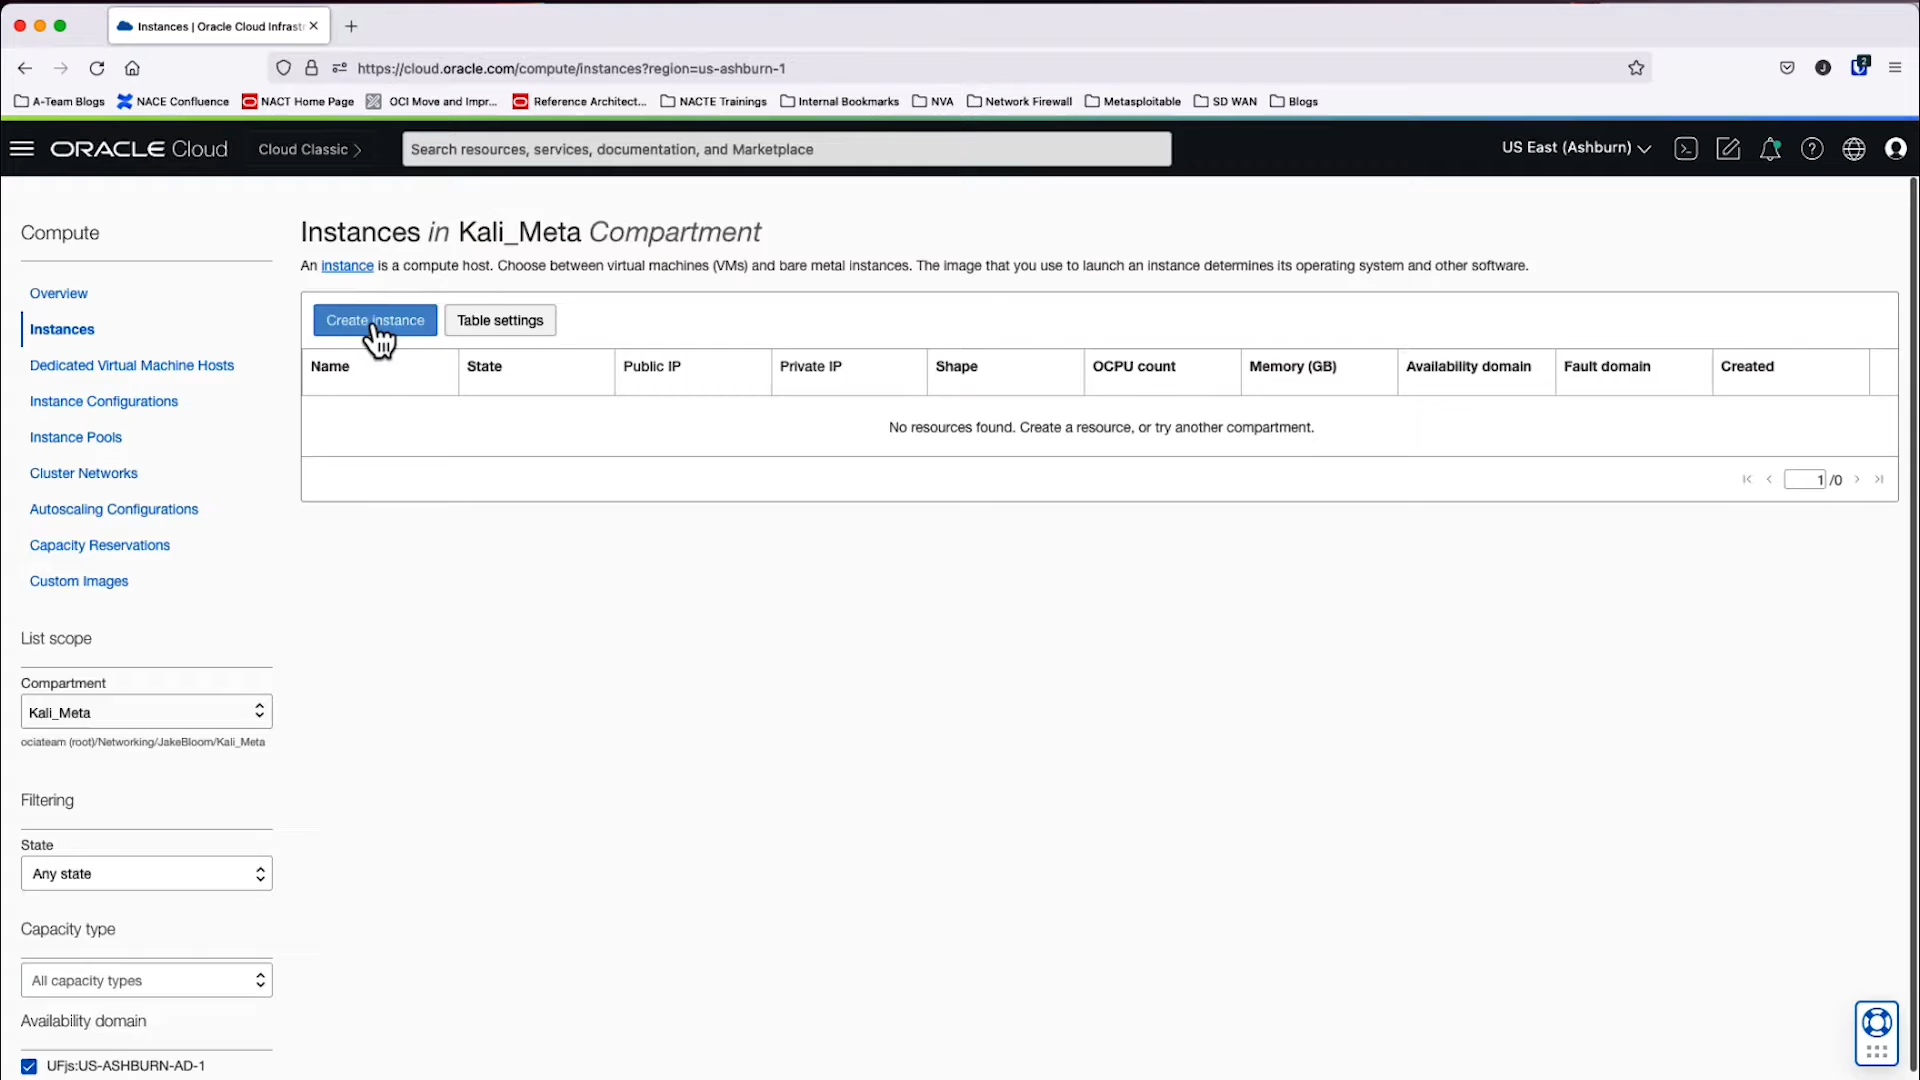 Instances | Oracle Cloud Infrastr
https://cloud.oracle.com/compute/instances?region=us-ashburn-1
2
J
A-Team Blogs
NACE Confluence
NACT Home Page
OCI Move and Impr...
Reference Architect...
NACTE Trainings
Internal Bookmarks
NVA
Network Firewall
Metasploitable
SD WAN
Blogs
ORACLE Cloud
Cloud Classic
Search resources, services, documentation, and Marketplace
US East (Ashburn)
Compute
Overview
Instances
Dedicated Virtual Machine Hosts
Instance Configurations
Instance Pools
Cluster Networks
Autoscaling Configurations
Capacity Reservations
Custom Images
List scope
Compartment
Kali_Meta
ociateam (root)/Networking/JakeBloom/Kali_Meta
Filtering
State
Any state
Capacity type
All capacity types
Availability domain
UFjs:US-ASHBURN-AD-1
Instances in Kali_Meta Compartment
An instance is a compute host. Choose between virtual machines (VMs) and bare metal instances. The image that you use to launch an instance determines its operating system and other software.
Create instance
Table settings
Name State Public IP Private IP Shape OCPU count Memory (GB) Availability domain Fault domain Created
No resources found. Create a resource, or try another compartment.
1 /0